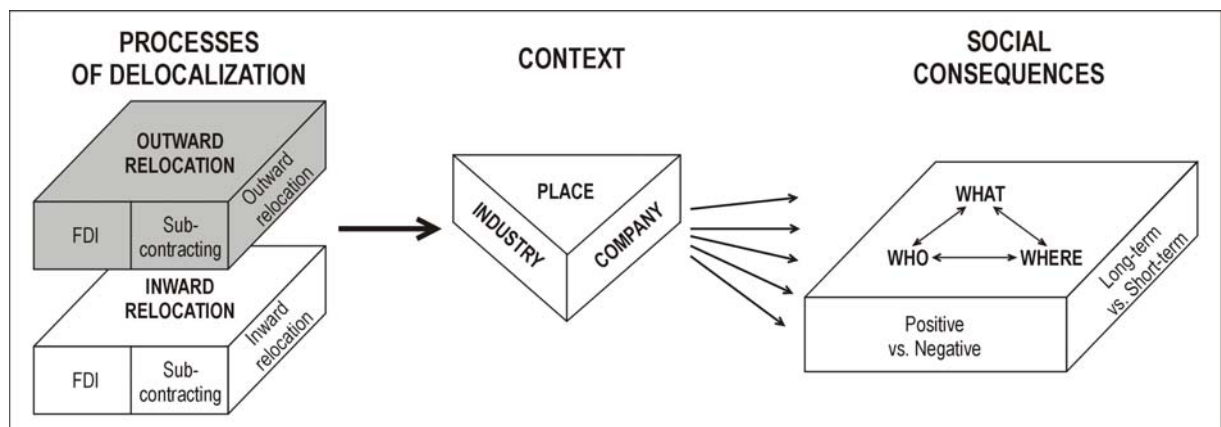 PROCESSES
OF DELOCALIZATION
OUTWARD
RELOCATION
Outward
relocation
FDI
Sub-
contracting
INWARD
RELOCATION
Inward
relocation
FDI
Sub-
contracting
CONTEXT
PLACE
INDUSTRY
COMPANY
SOCIAL
CONSEQUENCES
WHAT
WHO
WHERE
Long-term
vs. Short-term
Positive
vs. Negative